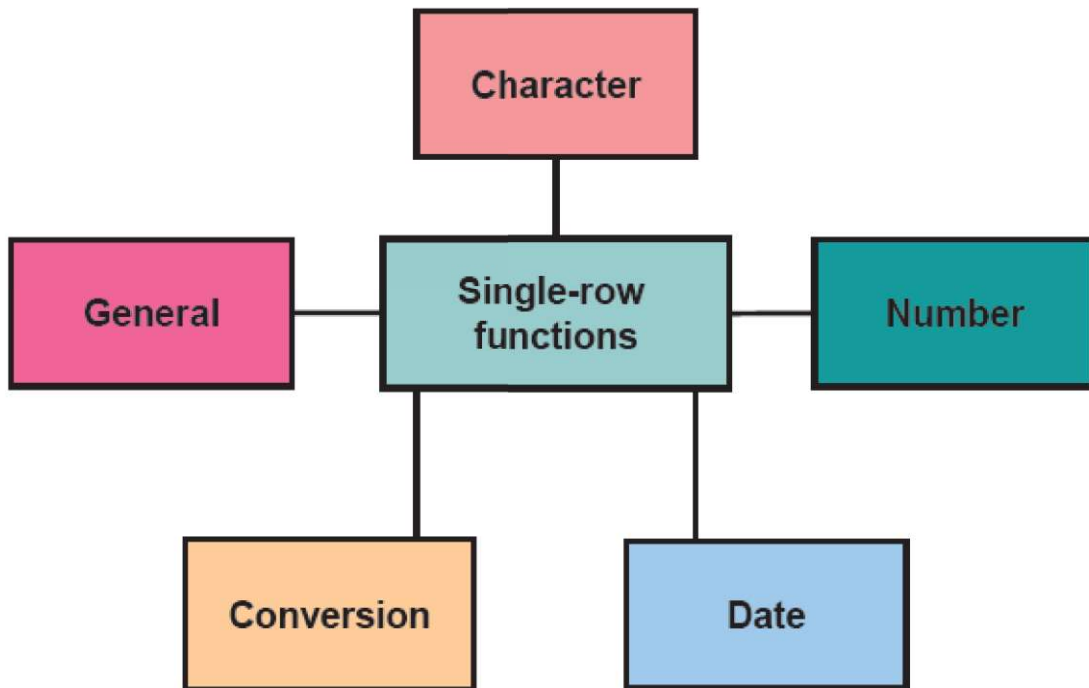 Character
General
Single-row
functions
Number
Conversion
Date